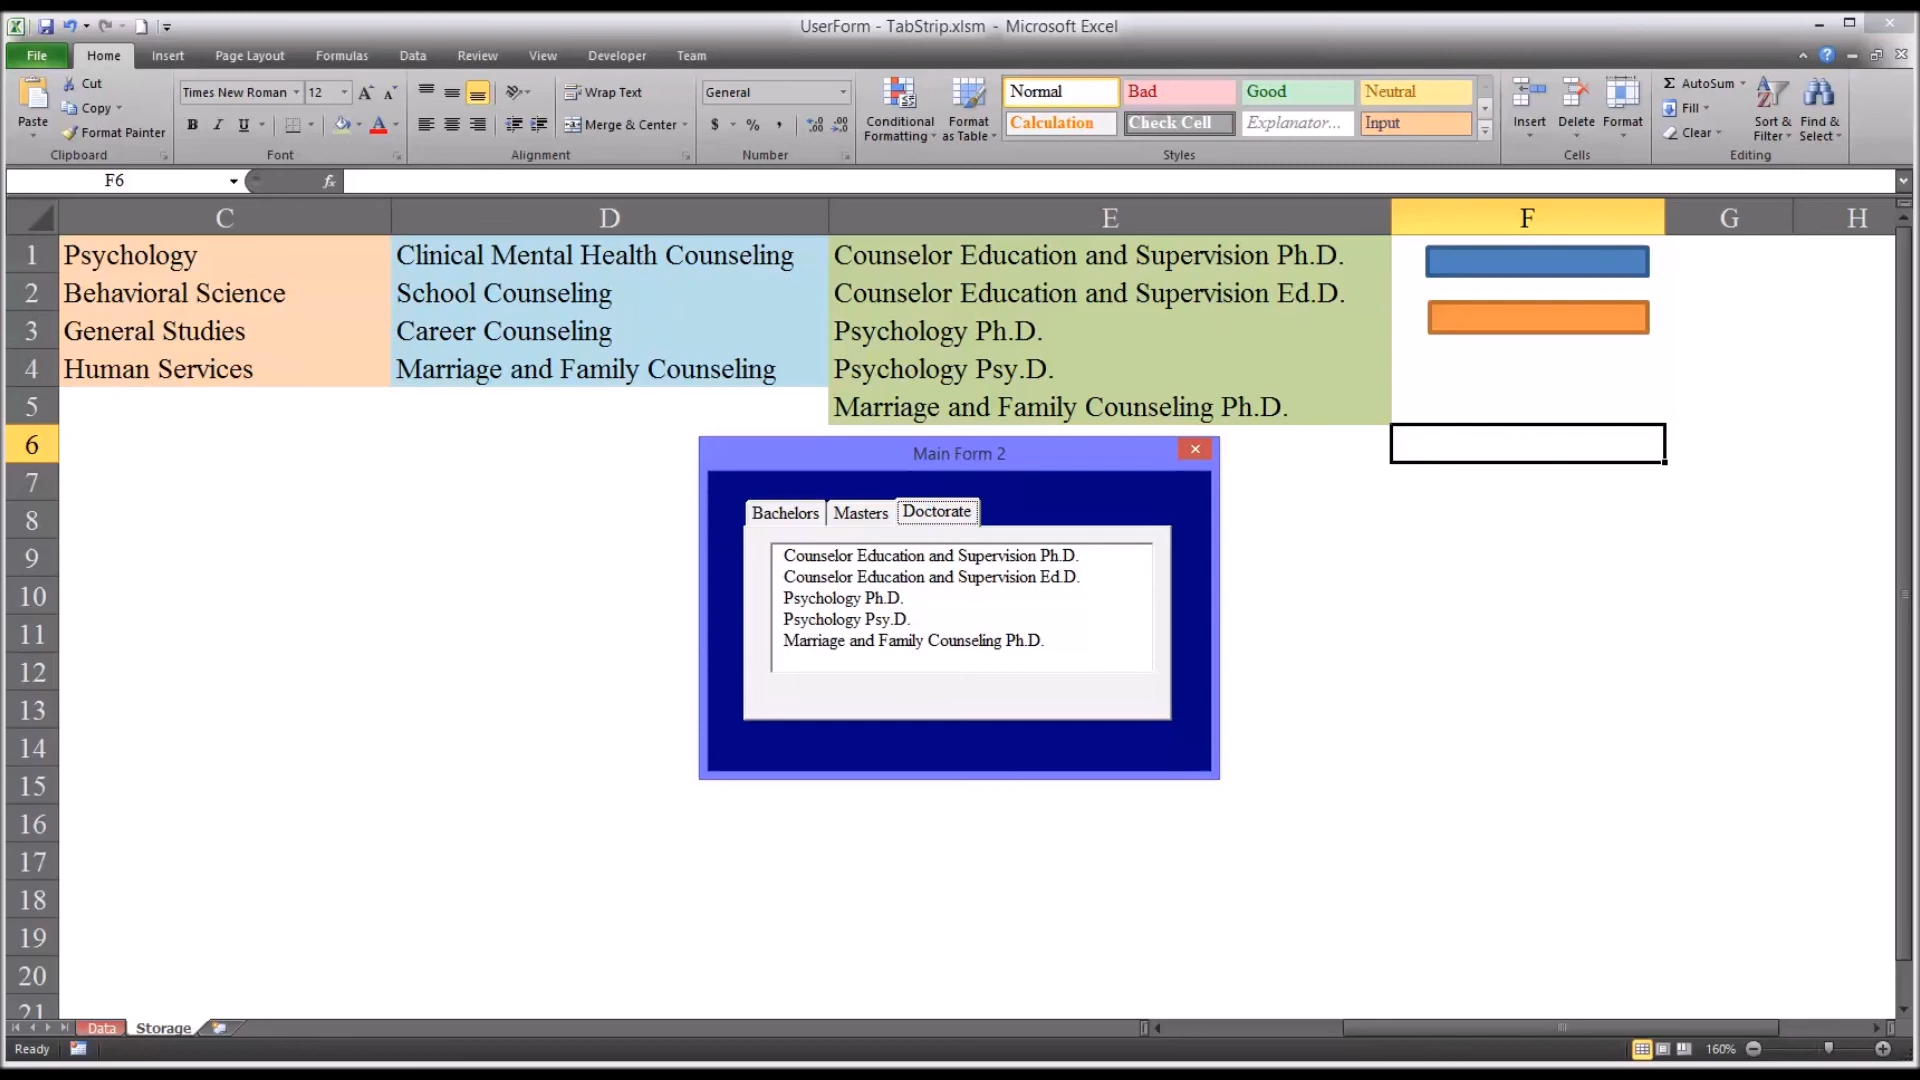 UserForm - TabStrip.xlsm - Microsoft Excel
File Home Insert Page Layout Formulas Data Review View Developer Team
Paste
Cut
Copy
Format Painter
Clipboard
Times New Roman 12
B I U
Font
Wrap Text
Merge & Center
Alignment
General
$ % ,
Number
Conditional Formatting
Format as Table
Normal Bad Good Neutral
Calculation Check Cell Explanator... Input
Styles
Insert Delete Format
Cells
AutoSum
Fill
Clear
Sort & Filter
Find & Select
Editing
F6 fx
C D E F G H
1 Psychology Clinical Mental Health Counseling Counselor Education and Supervision Ph.D.
2 Behavioral Science School Counseling Counselor Education and Supervision Ed.D.
3 General Studies Career Counseling Psychology Ph.D.
4 Human Services Marriage and Family Counseling Psychology Psy.D.
5 Marriage and Family Counseling Ph.D.
6
7
8
9
10
11
12
13
14
15
16
17
18
19
20
21
Main Form 2
Bachelors Masters Doctorate
Counselor Education and Supervision Ph.D.
Counselor Education and Supervision Ed.D.
Psychology Ph.D.
Psychology Psy.D.
Marriage and Family Counseling Ph.D.
Data Storage
Ready
160%